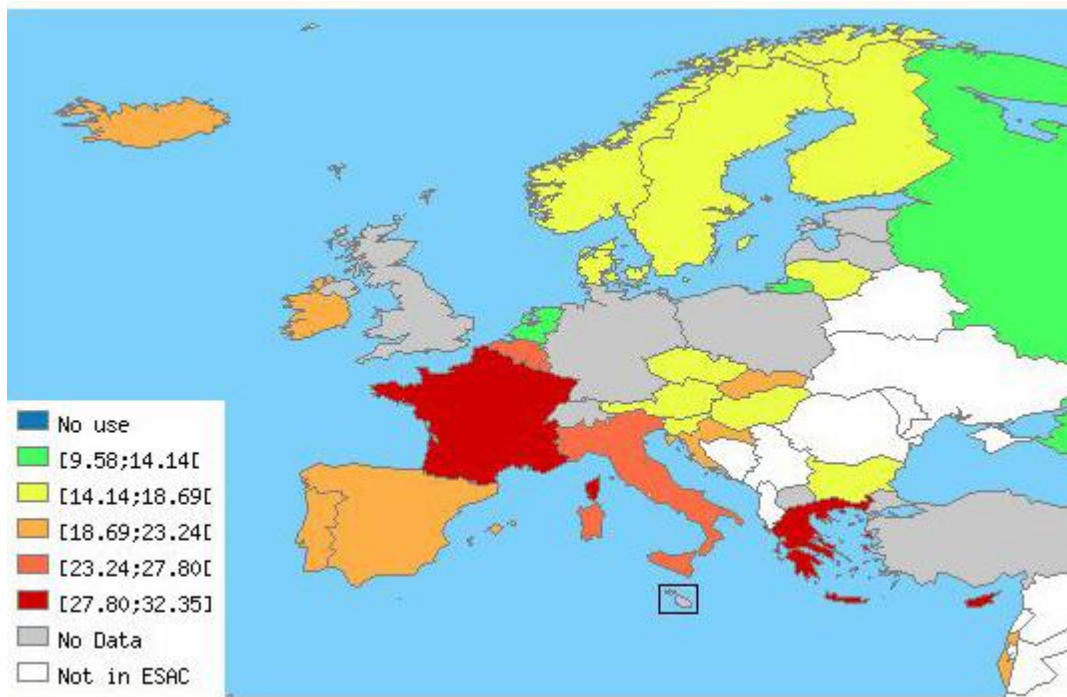 No use
[9.58;14.14[
[14.14;18.69[
[18.69;23.24[
[23.24;27.80[
[27.80;32.35]
No Data
Not in ESAC